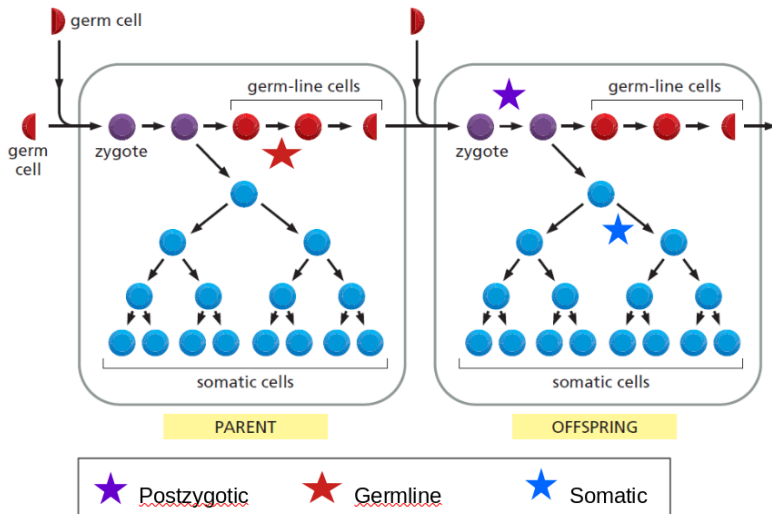 germ cell
germ-line cells
germ-line cells
germ
cell
zygote
zygote
somatic cells
somatic cells
PARENT
OFFSPRING
Postzygotic
Germline
Somatic